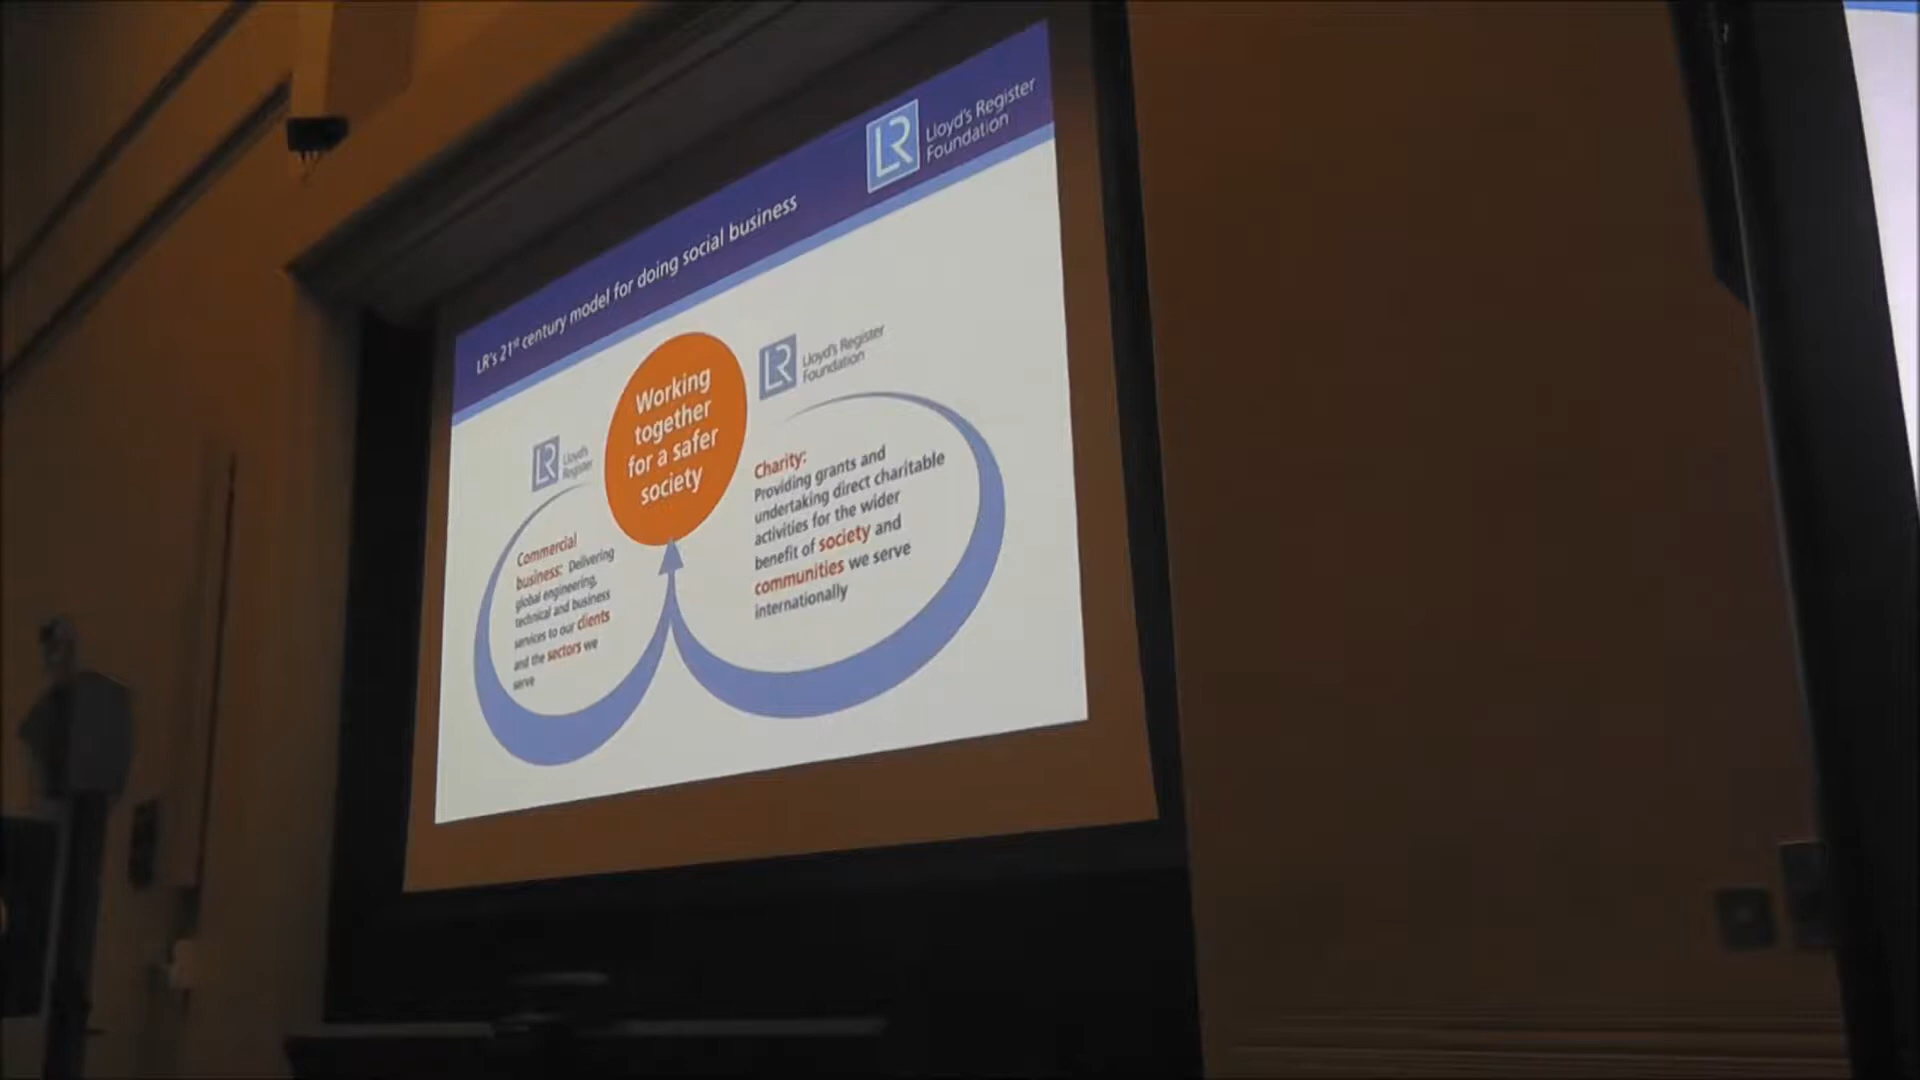 LR
Lloyd's Register
Foundation
LR's 21st century model for doing social business
Working
together
for a safer
society
LR
Lloyd's Register
Foundation
LR
Lloyd's
Register
Commercial
business: Delivering
global engineering,
technical and business
services to our clients
and the sectors we
serve
Charity:
Providing grants and
undertaking direct charitable
activities for the wider
benefit of society and
communities we serve
internationally